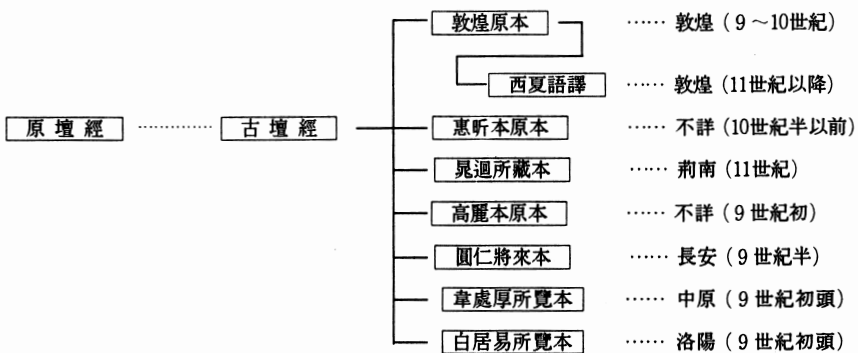 敦煌原本 …… 敦煌（9～10世紀）
西夏語譯 …… 敦煌（11世紀以降）
原壇經 ………… 古壇經 惠昕本原本 …… 不詳（10世紀半以前）
晁迥所藏本 …… 荊南（11世紀）
高麗本原本 …… 不詳（9世紀初）
圓仁將來本 …… 長安（9世紀半）
韋處厚所覽本 …… 中原（9世紀初頭）
白居易所覽本 …… 洛陽（9世紀初頭）